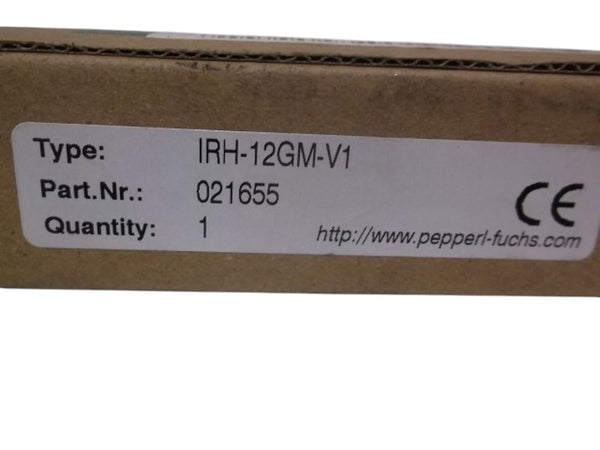 Type: IRH-12GM-V1
Part.Nr.: 021655
Quantity: 1 http://www.pepperl-fuchs.com
CE